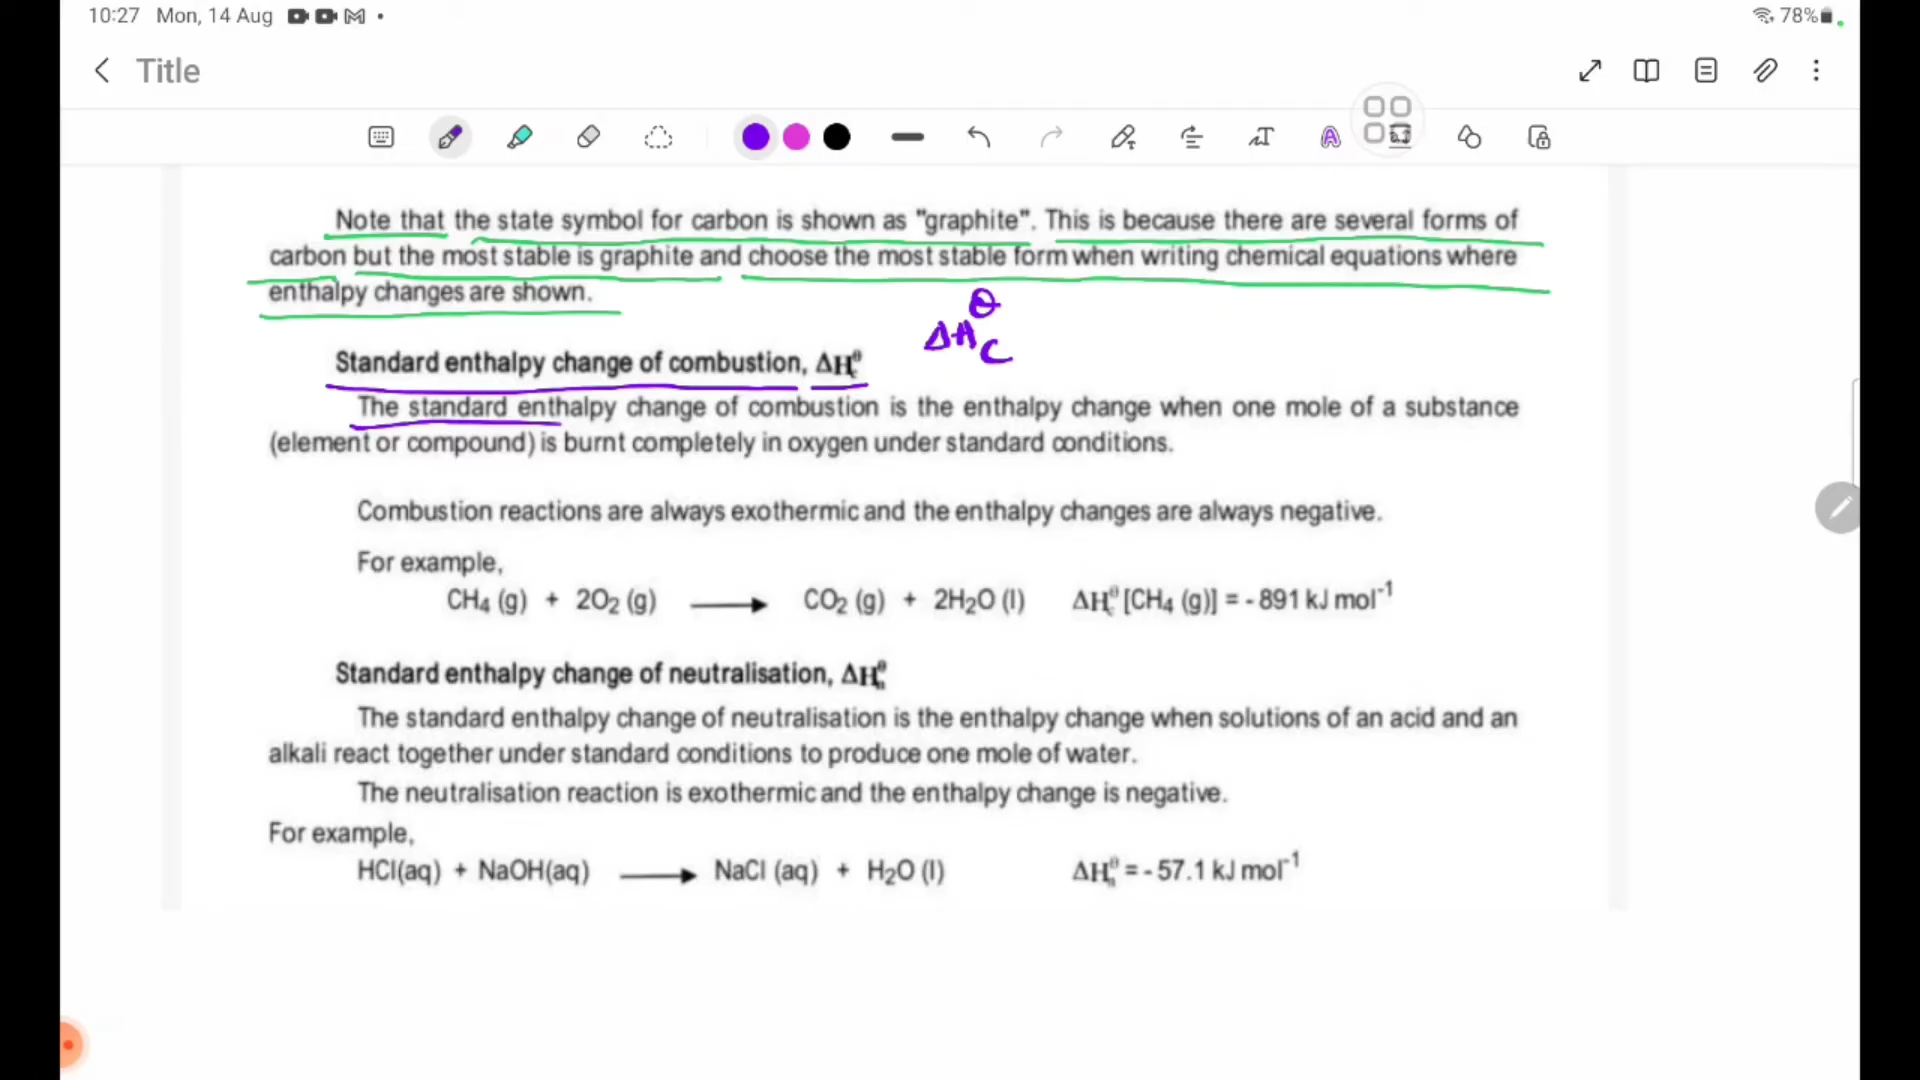 10:27 Mon, 14 Aug 78%
Title
Note that the state symbol for carbon is shown as "graphite". This is because there are several forms of
carbon but the most stable is graphite and choose the most stable form when writing chemical equations where
enthalpy changes are shown.
ΔH꜀^θ
Standard enthalpy change of combustion, ΔH꜀^θ
The standard enthalpy change of combustion is the enthalpy change when one mole of a substance
(element or compound) is burnt completely in oxygen under standard conditions.
Combustion reactions are always exothermic and the enthalpy changes are always negative.
For example,
CH₄ (g) + 2O₂ (g) ⟶ CO₂ (g) + 2H₂O (l) ΔH꜀^θ [CH₄ (g)] = - 891 kJ mol⁻¹
Standard enthalpy change of neutralisation, ΔHₙ^θ
The standard enthalpy change of neutralisation is the enthalpy change when solutions of an acid and an
alkali react together under standard conditions to produce one mole of water.
The neutralisation reaction is exothermic and the enthalpy change is negative.
For example,
HCl(aq) + NaOH(aq) ⟶ NaCl (aq) + H₂O (l) ΔHₙ^θ = - 57.1 kJ mol⁻¹